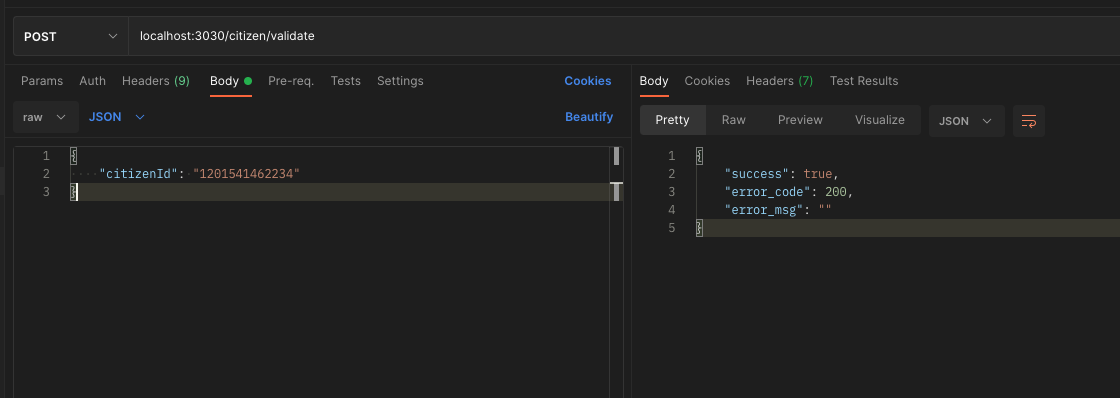 POST localhost:3030/citizen/validate
Params Auth Headers (9) Body Pre-req. Tests Settings Cookies
raw JSON Beautify
1 {
2 "citizenId": "1201541462234"
3 }
Body Cookies Headers (7) Test Results
Pretty Raw Preview Visualize JSON
1 {
2 "success": true,
3 "error_code": 200,
4 "error_msg": ""
5 }